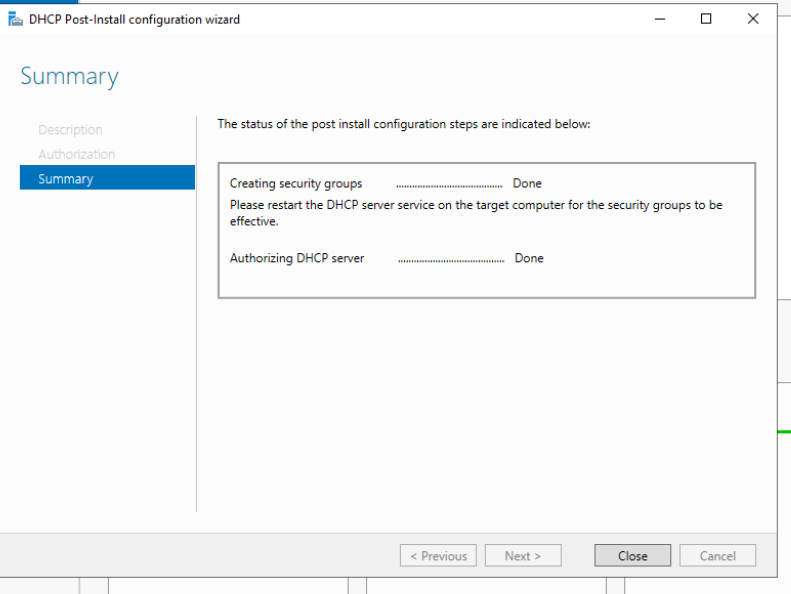 DHCP Post-Install configuration wizard
Summary
Description
Authorization
Summary
The status of the post install configuration steps are indicated below:
Creating security groups ........................................ Done
Please restart the DHCP server service on the target computer for the security groups to be
effective.
Authorizing DHCP server ........................................ Done
< Previous
Next >
Close
Cancel